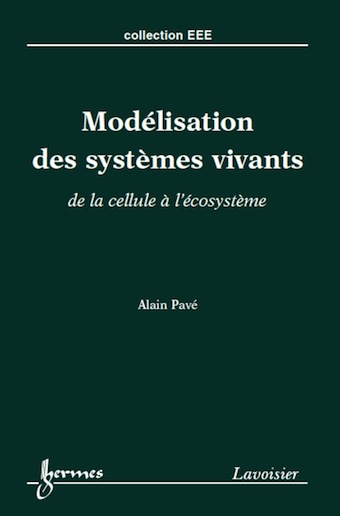 collection EEE
Modélisation
des systèmes vivants
de la cellule à l'écosystème
Alain Pavé
hermes
Lavoisier